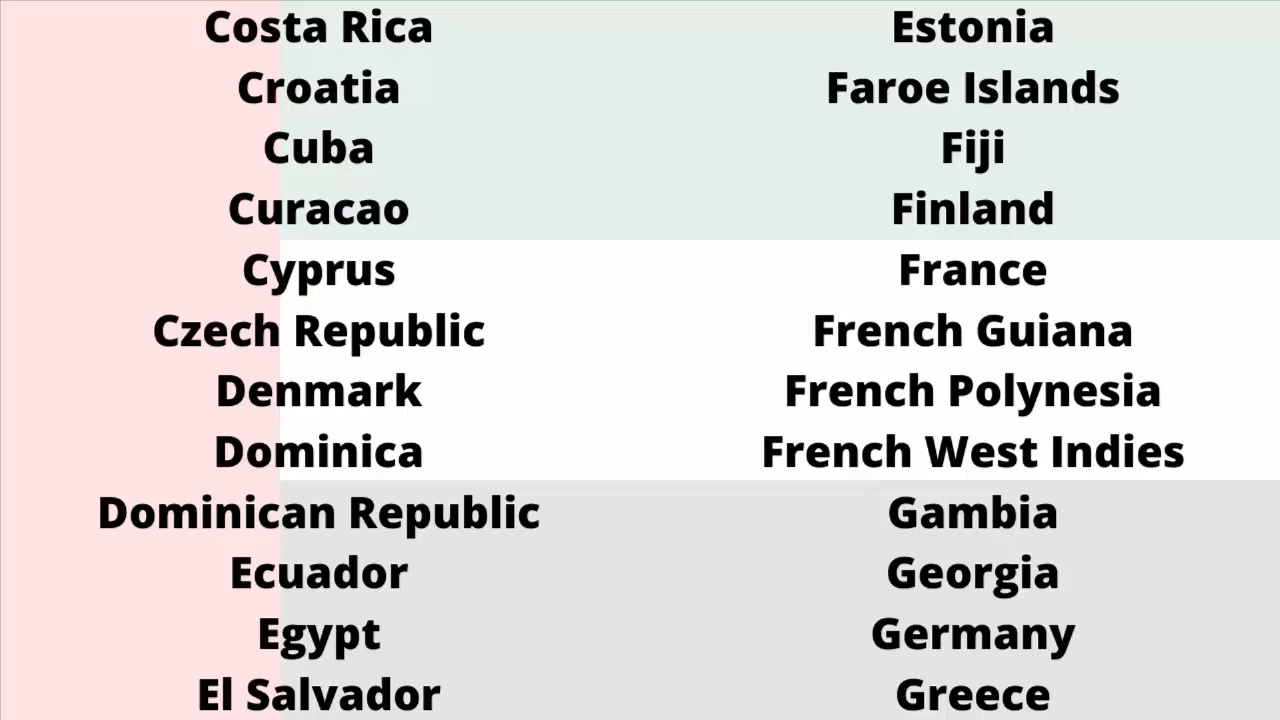 Costa Rica
Croatia
Cuba
Curacao
Cyprus
Czech Republic
Denmark
Dominica
Dominican Republic
Ecuador
Egypt
El Salvador
Estonia
Faroe Islands
Fiji
Finland
France
French Guiana
French Polynesia
French West Indies
Gambia
Georgia
Germany
Greece